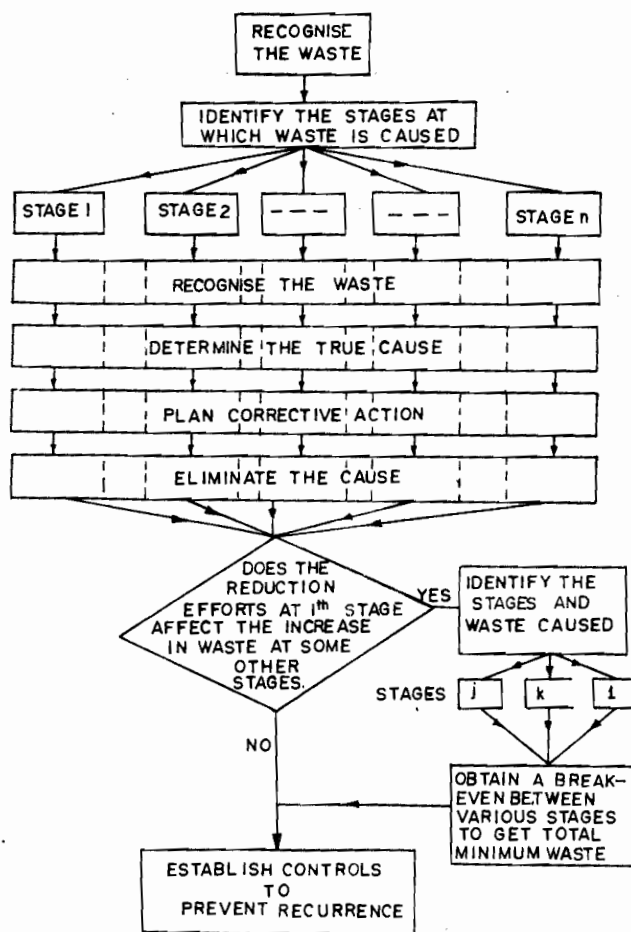 RECOGNISE
THE WASTE
IDENTIFY THE STAGES AT
WHICH WASTE IS CAUSED
STAGE 1
STAGE 2
STAGE n
RECOGNISE THE WASTE
DETERMINE THE TRUE CAUSE
PLAN CORRECTIVE ACTION
ELIMINATE THE CAUSE
DOES THE
REDUCTION
EFFORTS AT 1th STAGE
AFFECT THE INCREASE
IN WASTE AT SOME
OTHER
STAGES.
YES
IDENTIFY THE
STAGES AND
WASTE CAUSED
STAGES
j
k
1
NO
OBTAIN A BREAK-
EVEN BETWEEN
VARIOUS STAGES
TO GET TOTAL
MINIMUM WASTE
ESTABLISH CONTROLS
TO
PREVENT RECURRENCE